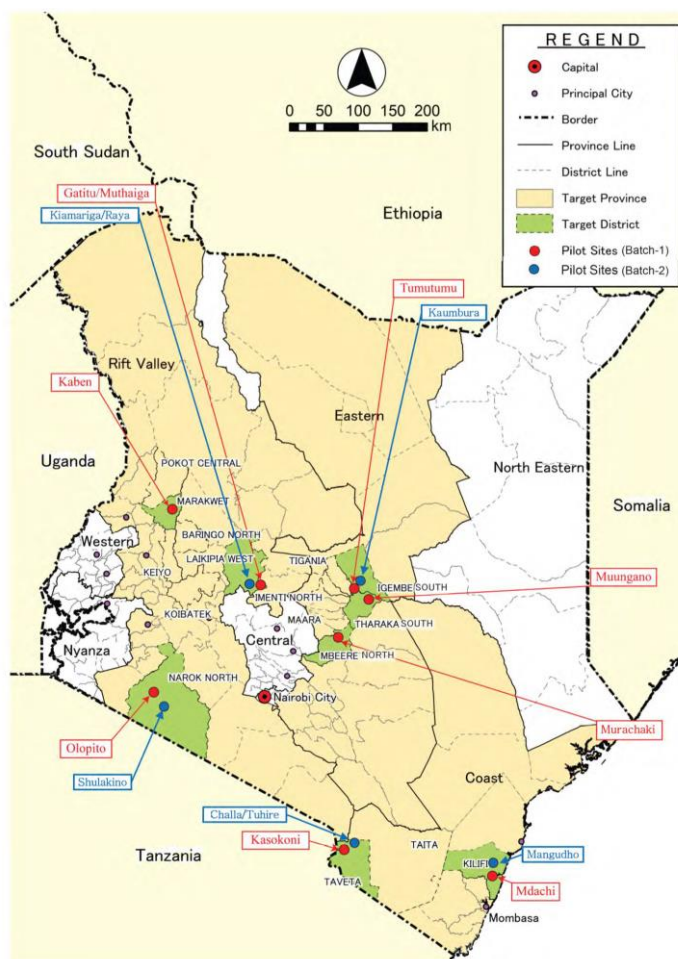 REGEND
Capital
Principal City
Border
Province Line
District Line
Target Province
Target District
Pilot Sites (Batch-1)
Pilot Sites (Batch-2)
0 50 100 150 200
km
South Sudan
Ethiopia
Gatitu/Muthaiga
Kiamariga/Raya
Tumutumu
Kaumbura
Rift Valley
Kaben
Eastern
Uganda
North Eastern
Somalia
POKOT CENTRAL
MARAKWET
Western
BARINGO NORTH
LAIKIPIA WEST
TIGANIA
KEIYO
IGEMBE SOUTH
IMENTI NORTH
Muungano
KOIBATEK
MAARA
THARAKA SOUTH
Central
Nyanza
MBEERE NORTH
NAROK NORTH
Nairobi City
Olopito
Murachaki
Shulakino
Coast
Challa/Tuhire
Kasokoni
TAITA
Tanzania
KILIFI
Mangudho
TAVETA
Mdachi
Mombasa